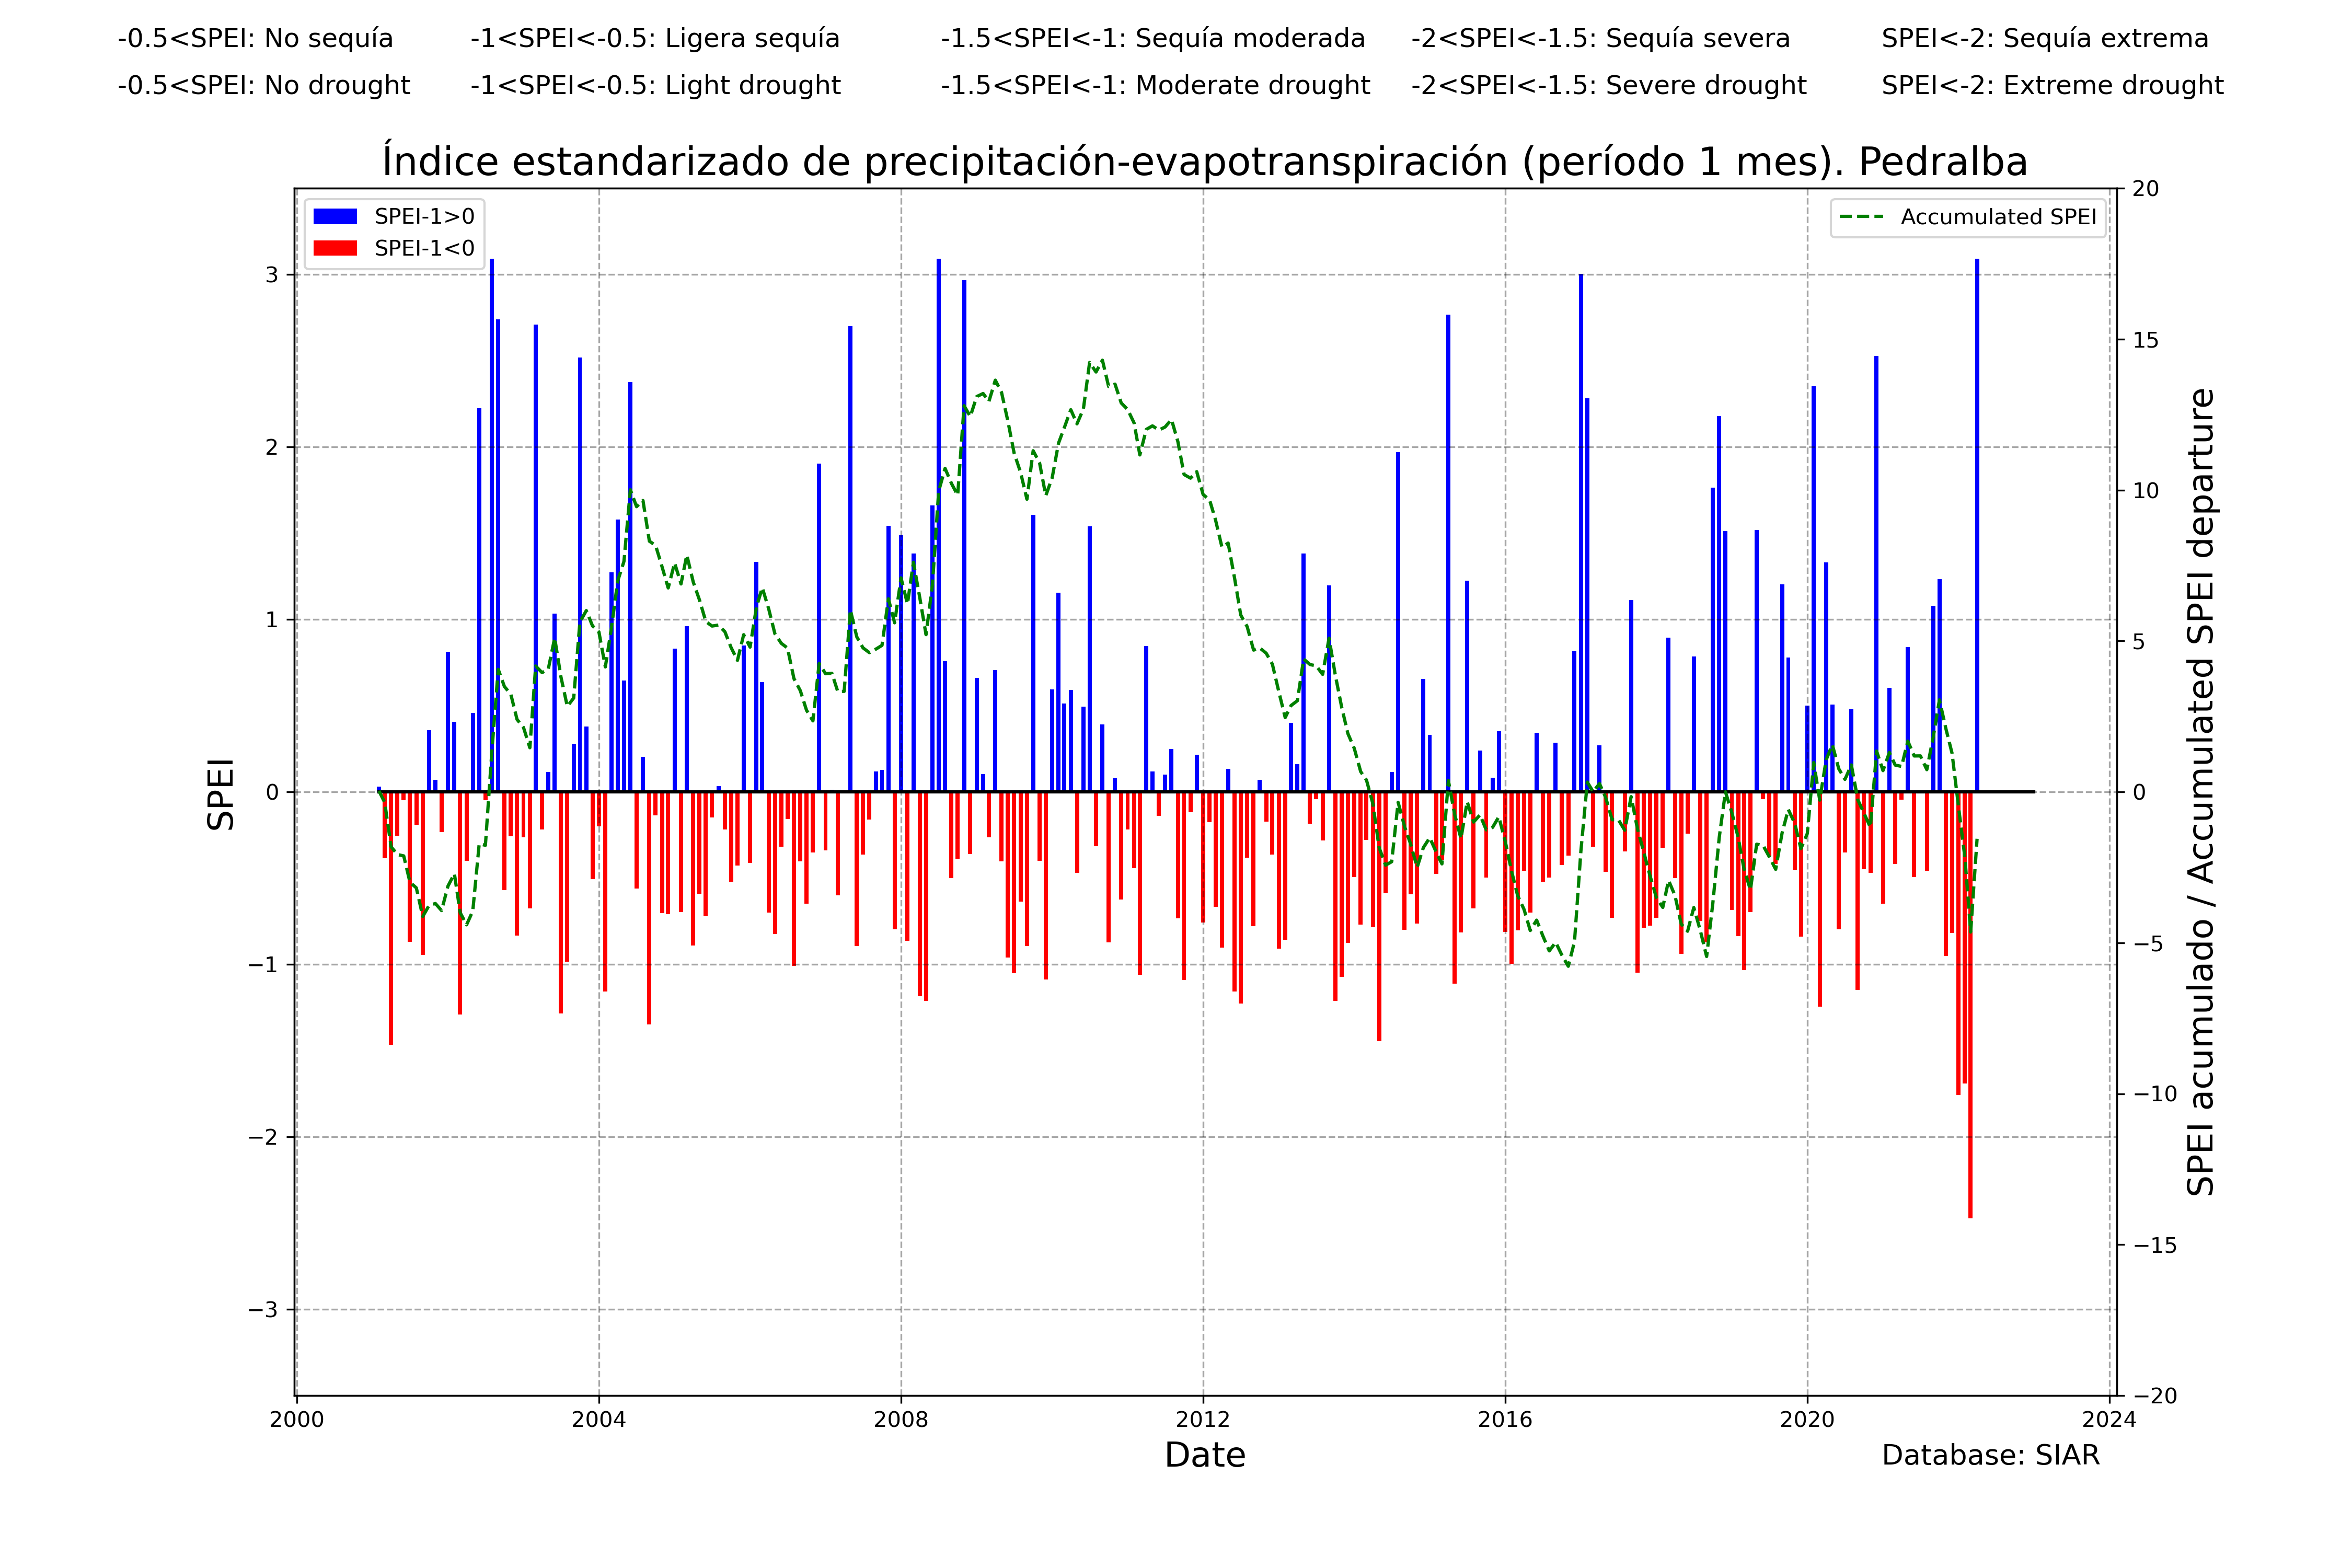 -0.5<SPEI: No sequía -1<SPEI<-0.5: Ligera sequía -1.5<SPEI<-1: Sequía moderada -2<SPEI<-1.5: Sequía severa SPEI<-2: Sequía extrema
-0.5<SPEI: No drought -1<SPEI<-0.5: Light drought -1.5<SPEI<-1: Moderate drought -2<SPEI<-1.5: Severe drought SPEI<-2: Extreme drought
Índice estandarizado de precipitación-evapotranspiración (período 1 mes). Pedralba
SPEI-1>0
SPEI-1<0
Accumulated SPEI
SPEI
3
2
1
0
−1
−2
−3
20
15
10
5
0
−5
−10
−15
−20
SPEI acumulado / Accumulated SPEI departure
2000 2004 2008 2012 2016 2020 2024
Date
Database: SIAR